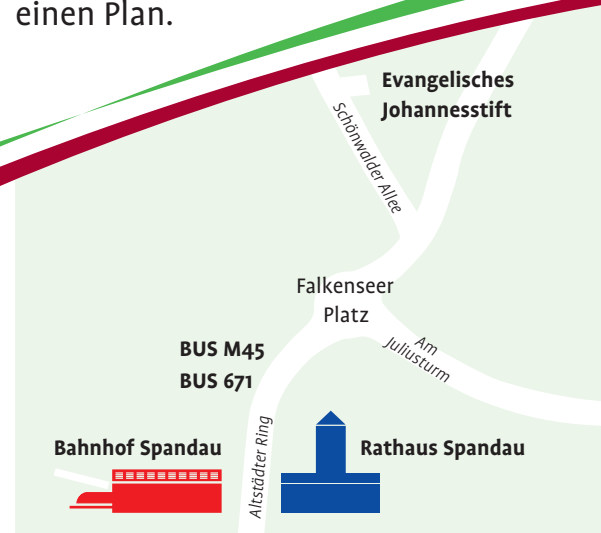 einen Plan.
Evangelisches
Johannesstift
Schönwalder Allee
Falkenseer
Platz
Am
Juliusturm
BUS M45
BUS 671
Altstädter Ring
Bahnhof Spandau
Rathaus Spandau